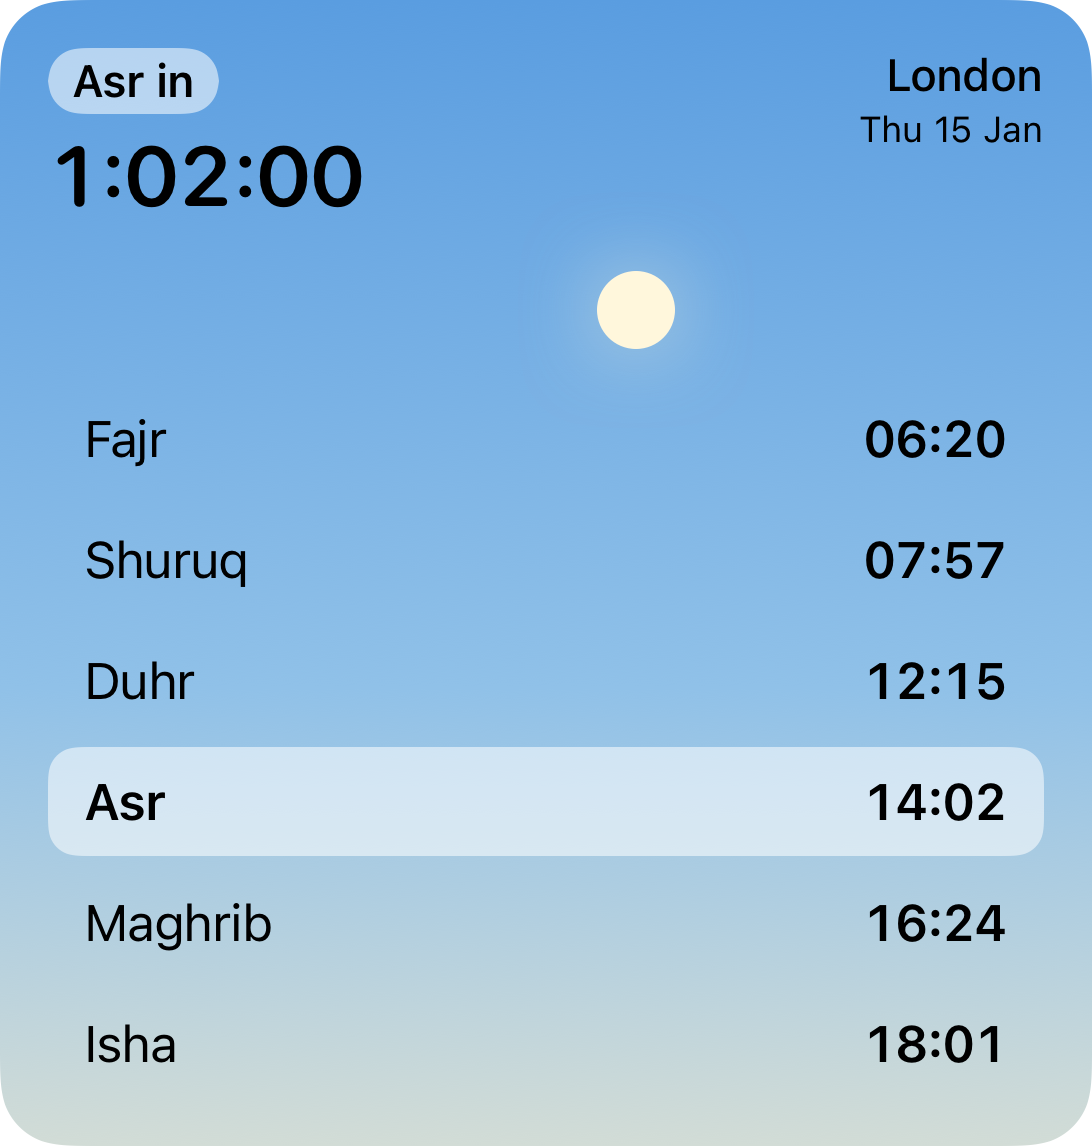 Asr in
1:02:00
London
Thu 15 Jan
Fajr 06:20
Shuruq 07:57
Duhr 12:15
Asr 14:02
Maghrib 16:24
Isha 18:01